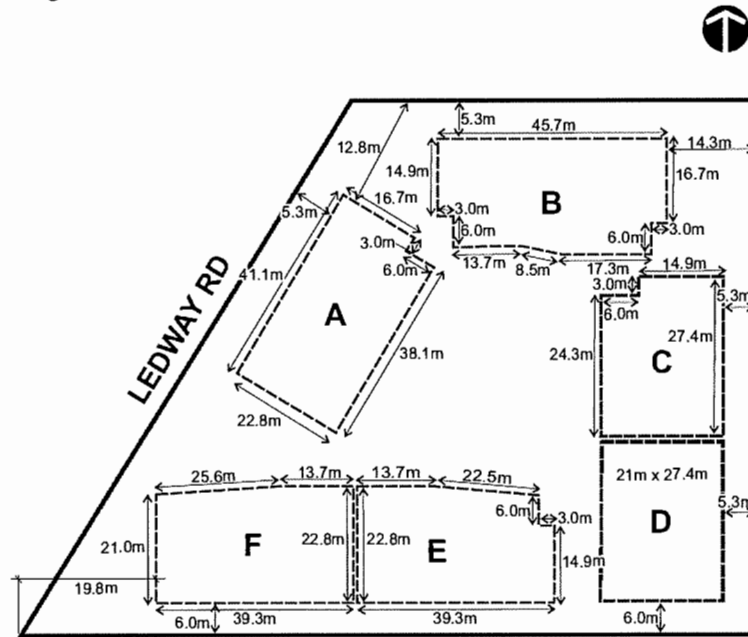 5.3m
45.7m
14.3m
12.8m
14.9m
16.7m
B
16.7m
5.3m
3.0m
6.0m
3.0m
6.0m
3.0m
6.0m
13.7m
8.5m
17.3m
14.9m
3.0m
6.0m
5.3m
41.1m
A
LEDWAY RD
38.1m
24.3m
27.4m
C
22.8m
25.6m
13.7m
13.7m
22.5m
21m x 27.4m
6.0m
3.0m
5.3m
21.0m
F
22.8m
22.8m
E
14.9m
D
19.8m
6.0m
39.3m
39.3m
6.0m